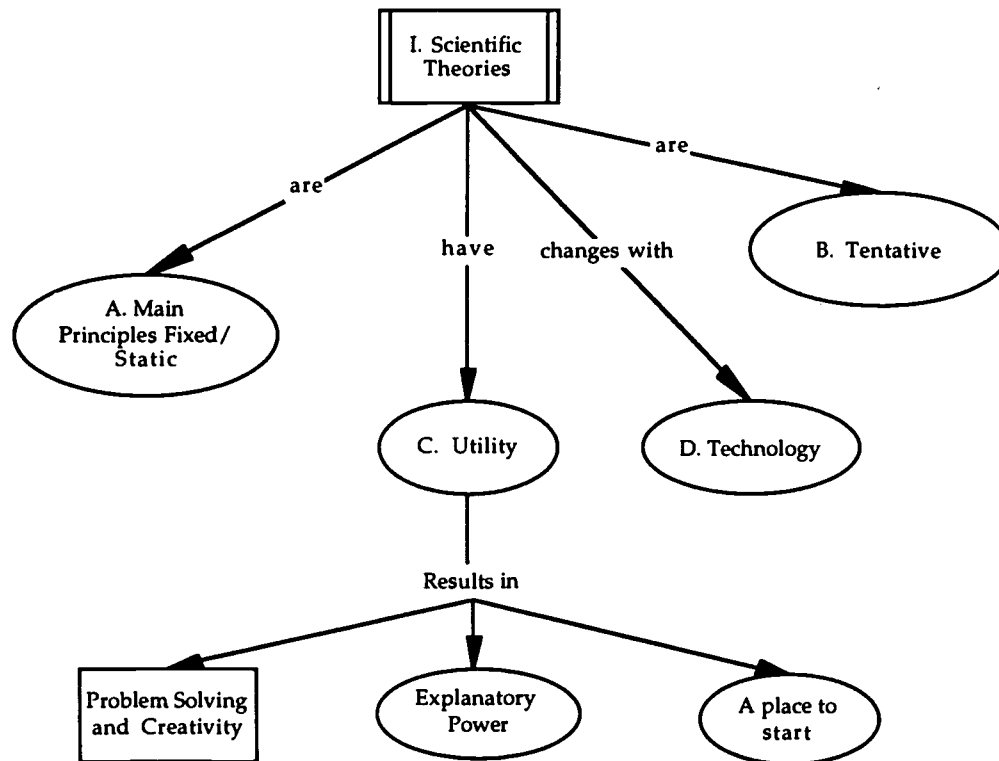 I. Scientific
Theories
are
are
have
changes with
B. Tentative
A. Main
Principles Fixed/
Static
C. Utility
D. Technology
Results in
Problem Solving
and Creativity
Explanatory
Power
A place to
start